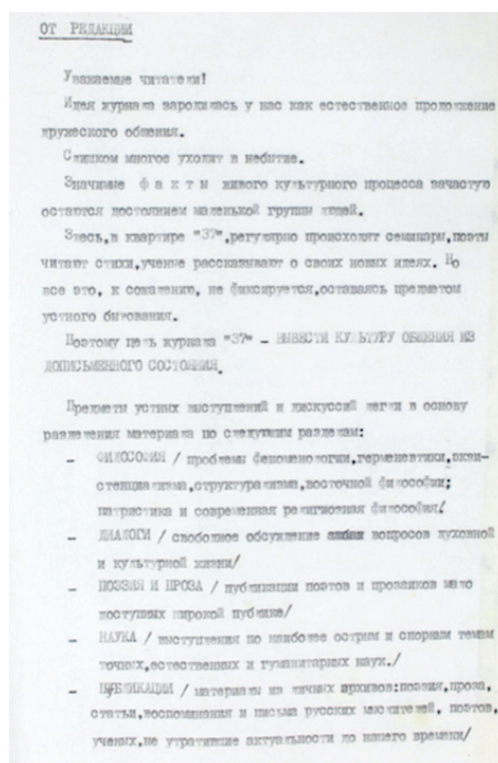 ОТ РЕДАКЦИИ
Уважаемые читатели!
Идея журнала зародилась у нас как естественное продолжение
дружеского общения.
Слишком многое уходит в небытие.
Значимые ф а к т ы живого культурного процесса зачастую
остаются достоянием маленькой группы людей.
Здесь,в квартире "37",регулярно происходят семинары,поэты
читают стихи,ученые рассказывают о своих новых идеях. Но
все это, к сожалению, не фиксируется,оставаясь предметом
устного бытования.
Поэтому цель журнала "37" - ВЫВЕСТИ КУЛЬТУРУ ОБЩЕНИЯ ИЗ
ДОПИСЬМЕННОГО СОСТОЯНИЯ.
Предметы устных выступлений и дискуссий легли в основу
разделения материала по следующим разделам:
- ФИЛОСОФИЯ / проблемы феноменологии,герменевтики,экзи-
стенциализма,структурализма,восточной философии;
патристика и современная религиозная философия/
- ДИАЛОГИ / свободное обсуждение вопросов духовной
и культурной жизни/
- ПОЭЗИЯ И ПРОЗА / публикации поэтов и прозаиков мало
доступных широкой публике/
- НАУКА / выступления по наиболее острым и спорным темам
точных,естественных и гуманитарных наук./
- ПУБЛИКАЦИИ / материалы из личных архивов:поэзия,проза,
статьи,воспоминания и письма русских мыслителей, поэтов,
ученых,не утратившие актуальности до нашего времени/